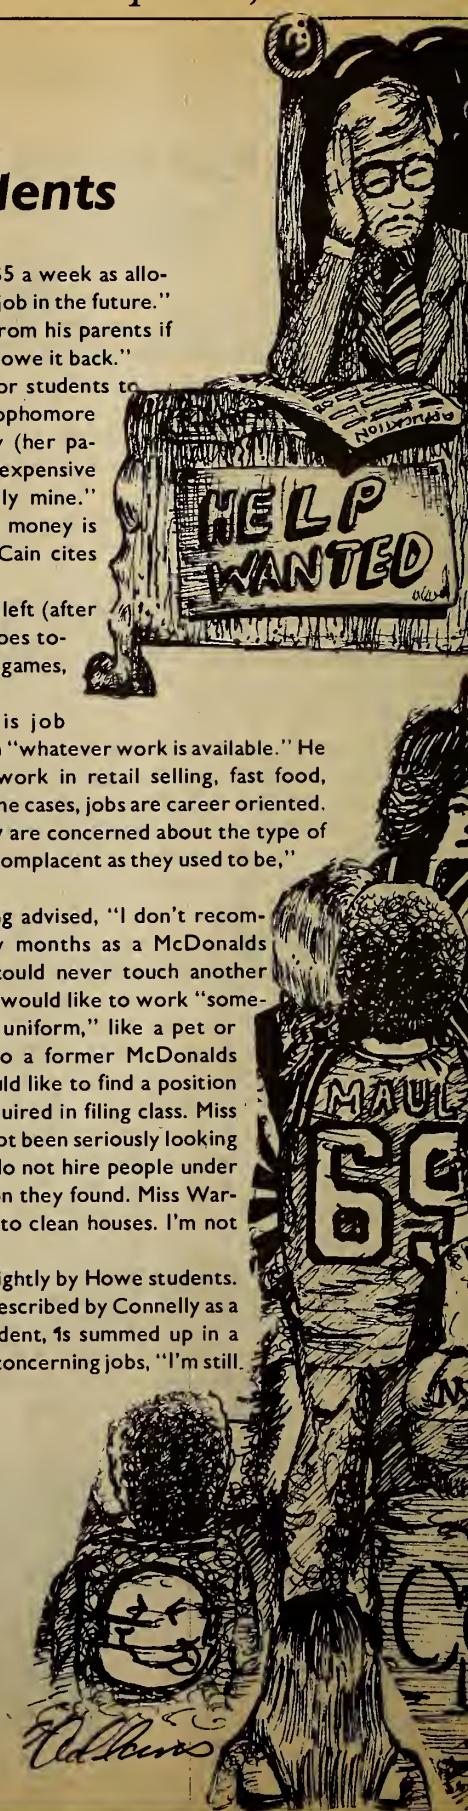 dents
5 a week as allo-
job in the future."
rom his parents if
owe it back."
or students to
ophomore
(her pa-
expensive
ly mine."
money is
Cain cites
left (after
oes to-
games,
is job
"whatever work is available." He
work in retail selling, fast food,
ne cases, jobs are career oriented.
are concerned about the type of
omplacent as they used to be,"
g advised, "I don't recom-
months as a McDonalds
could never touch another
would like to work "some-
uniform," like a pet or
o a former McDonalds
ld like to find a position
quired in filing class. Miss
ot been seriously looking
do not hire people under
n they found. Miss War-
to clean houses. I'm not
ightly by Howe students.
escribed by Connelly as a
dent, is summed up in a
concerning jobs, "I'm still
APPLICATION
HELP
WANTED
MAUL
69